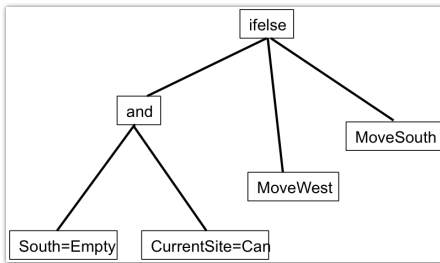 ifelse
and
MoveSouth
MoveWest
South=Empty
CurrentSite=Can